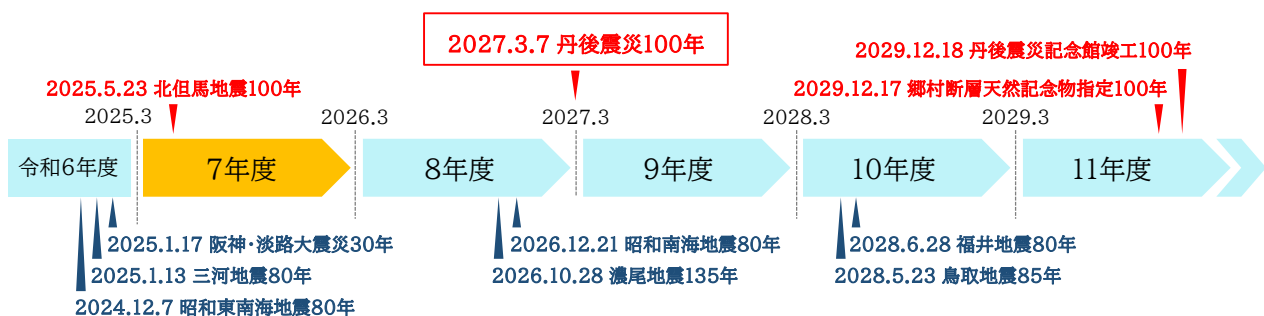 2027.3.7 丹後震災100年
2029.12.18 丹後震災記念館竣工100年
2025.5.23 北但馬地震100年
2029.12.17 郷村断層天然記念物指定100年
2025.3
2026.3
2027.3
2028.3
2029.3
令和6年度
7年度
8年度
9年度
10年度
11年度
2025.1.17 阪神・淡路大震災30年
2026.12.21 昭和南海地震80年
2028.6.28 福井地震80年
2025.1.13 三河地震80年
2026.10.28 濃尾地震135年
2028.5.23 鳥取地震85年
2024.12.7 昭和東南海地震80年